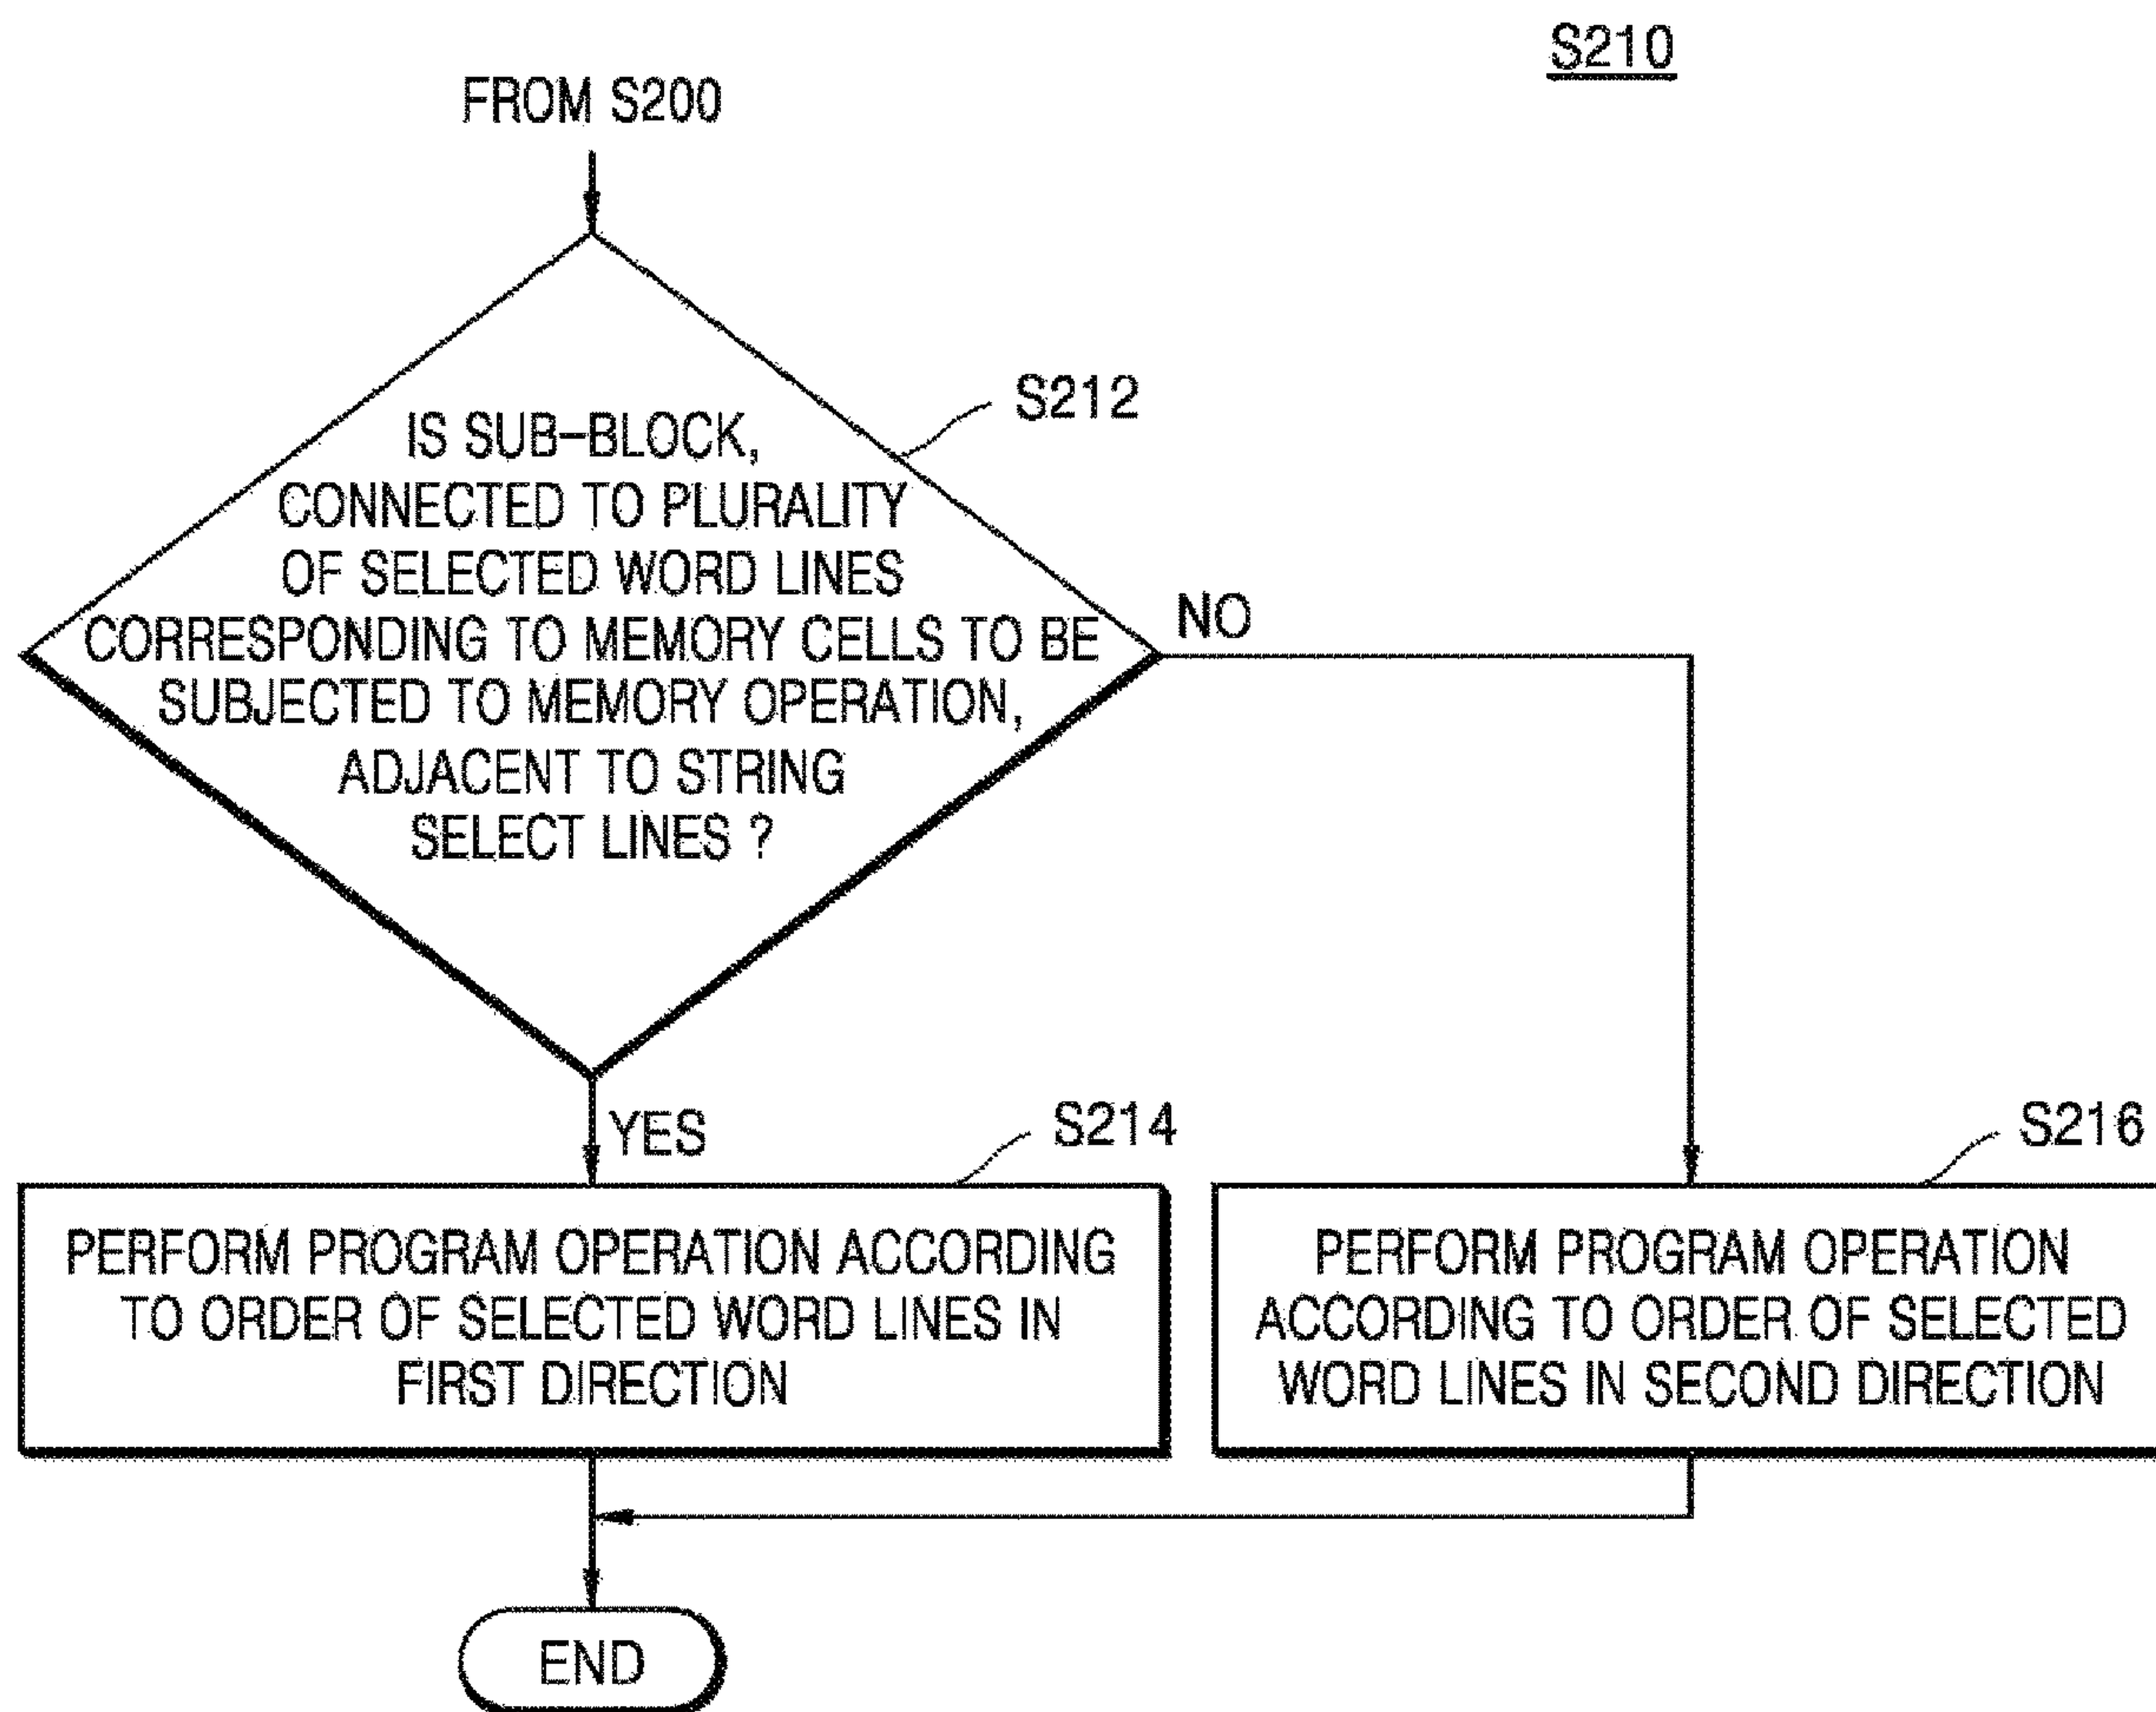 S210
FROM S200
S212
IS SUB-BLOCK,
CONNECTED TO PLURALITY
OF SELECTED WORD LINES
CORRESPONDING TO MEMORY CELLS TO BE
SUBJECTED TO MEMORY OPERATION,
ADJACENT TO STRING
SELECT LINES ?
NO
YES
S214
PERFORM PROGRAM OPERATION ACCORDING
TO ORDER OF SELECTED WORD LINES IN
FIRST DIRECTION
S216
PERFORM PROGRAM OPERATION
ACCORDING TO ORDER OF SELECTED
WORD LINES IN SECOND DIRECTION
END